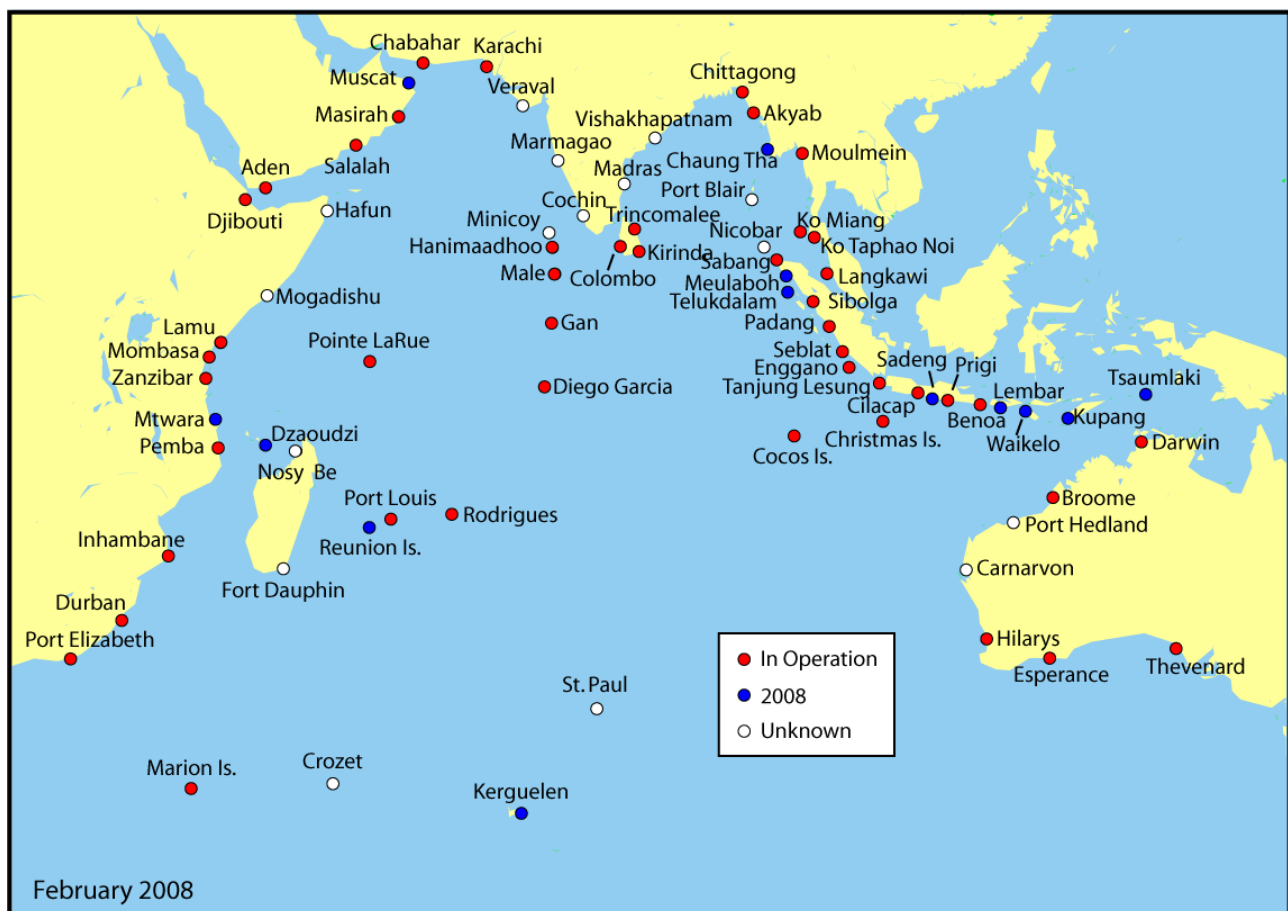 Chabahar
Karachi
Muscat
Veraval
Chittagong
Masirah
Akyab
Vishakhapatnam
Marmagao
Salalah
Chaung Tha
Moulmein
Aden
Madras
Port Blair
Djibouti
Hafun
Cochin
Minicoy
Trincomalee
Ko Miang
Nicobar
Hanimaadhoo
Kirinda
Ko Taphao Noi
Sabang
Male
Colombo
Langkawi
Meulaboh
Mogadishu
Telukdalam
Sibolga
Lamu
Gan
Padang
Pointe LaRue
Mombasa
Seblat
Sadeng
Prigi
Enggano
Zanzibar
Diego Garcia
Tanjung Lesung
Lembar
Tsaumlaki
Cilacap
Mtwara
Benoa
Kupang
Dzaoudzi
Christmas Is.
Waikelo
Darwin
Pemba
Cocos Is.
Nosy Be
Port Louis
Broome
Rodrigues
Port Hedland
Inhambane
Reunion Is.
Carnarvon
Fort Dauphin
Durban
Port Elizabeth
Hilarys
In Operation
Esperance
Thevenard
St. Paul
2008
Unknown
Marion Is.
Crozet
Kerguelen
February 2008